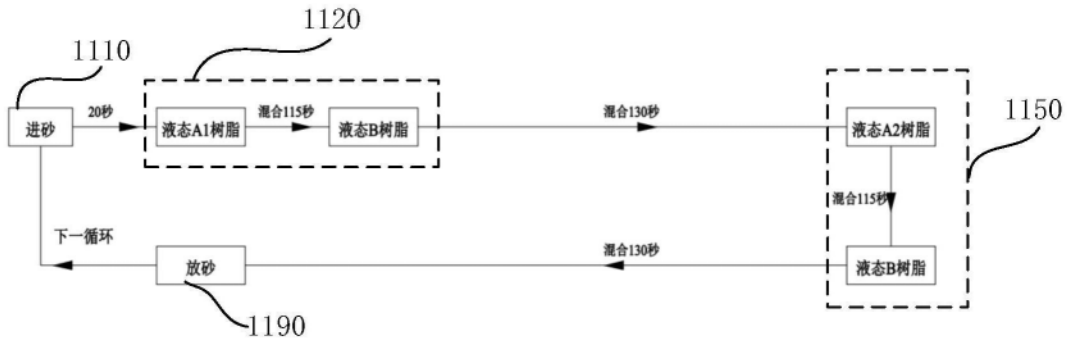 1110
1120
20秒
混合115秒
混合130秒
进砂
液态A1树脂
液态B树脂
液态A2树脂
1150
混合115秒
下一循环
混合130秒
放砂
液态B树脂
1190